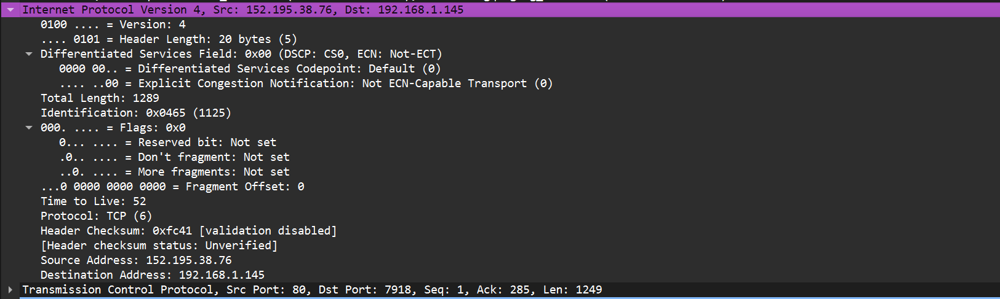 Internet Protocol Version 4, Src: 152.195.38.76, Dst: 192.168.1.145
0100 .... = Version: 4
.... 0101 = Header Length: 20 bytes (5)
Differentiated Services Field: 0x00 (DSCP: CS0, ECN: Not-ECT)
0000 00.. = Differentiated Services Codepoint: Default (0)
.... ..00 = Explicit Congestion Notification: Not ECN-Capable Transport (0)
Total Length: 1289
Identification: 0x0465 (1125)
000. .... = Flags: 0x0
0... .... = Reserved bit: Not set
.0.. .... = Don't fragment: Not set
..0. .... = More fragments: Not set
...0 0000 0000 0000 = Fragment Offset: 0
Time to Live: 52
Protocol: TCP (6)
Header Checksum: 0xfc41 [validation disabled]
[Header checksum status: Unverified]
Source Address: 152.195.38.76
Destination Address: 192.168.1.145
Transmission Control Protocol, Src Port: 80, Dst Port: 7918, Seq: 1, Ack: 285, Len: 1249